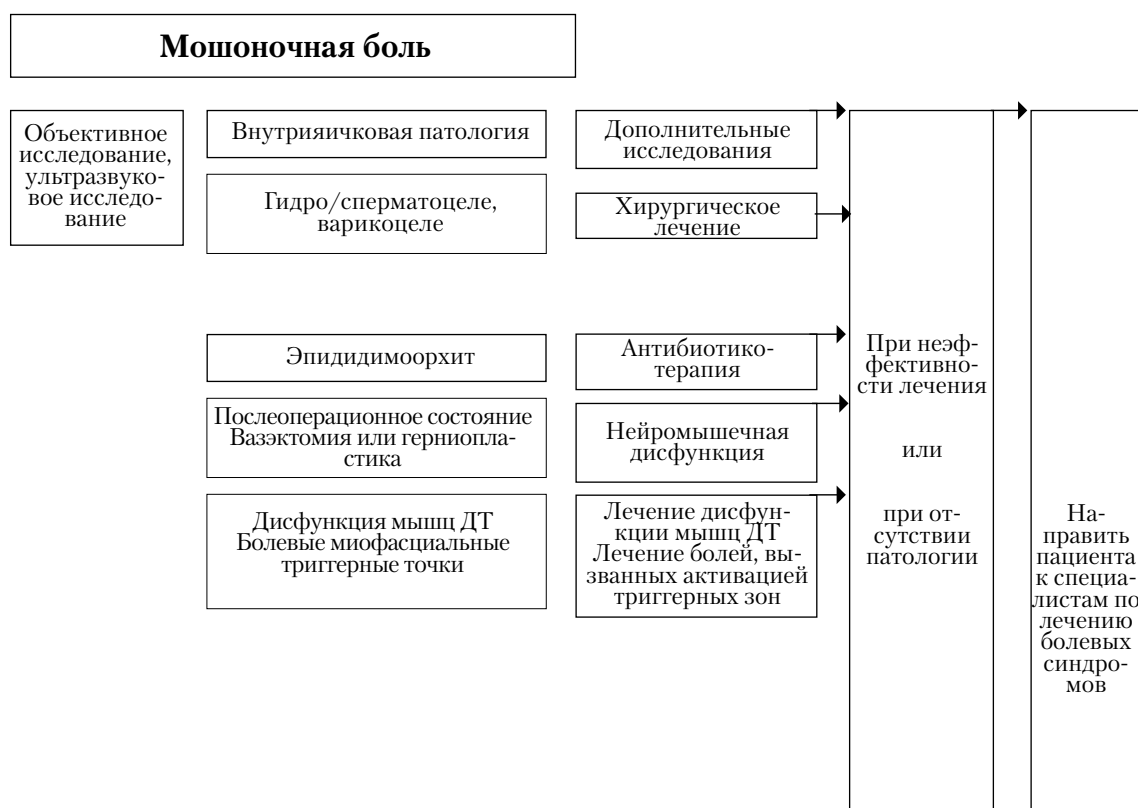 Мошоночная боль
Объективное
исследование,
ультразвуко-
вое исследо-
вание
Внутрияичковая патология
Дополнительные
исследования
Гидро/сперматоцеле,
варикоцеле
Хирургическое
лечение
Эпидидимоорхит
Антибиотико-
терапия
Послеоперационное состояние
Вазэктомия или герниопла-
стика
Нейромышечная
дисфункция
Дисфункция мышц ДТ
Болевые миофасциальные
триггерные точки
Лечение дисфун-
кции мышц ДТ
Лечение болей, вы-
званных активацией
триггерных зон
При неэф-
фективно-
сти лечения
или
при от-
сутствии
патологии
На-
править
пациента
к специа-
листам по
лечению
болевых
синдро-
мов